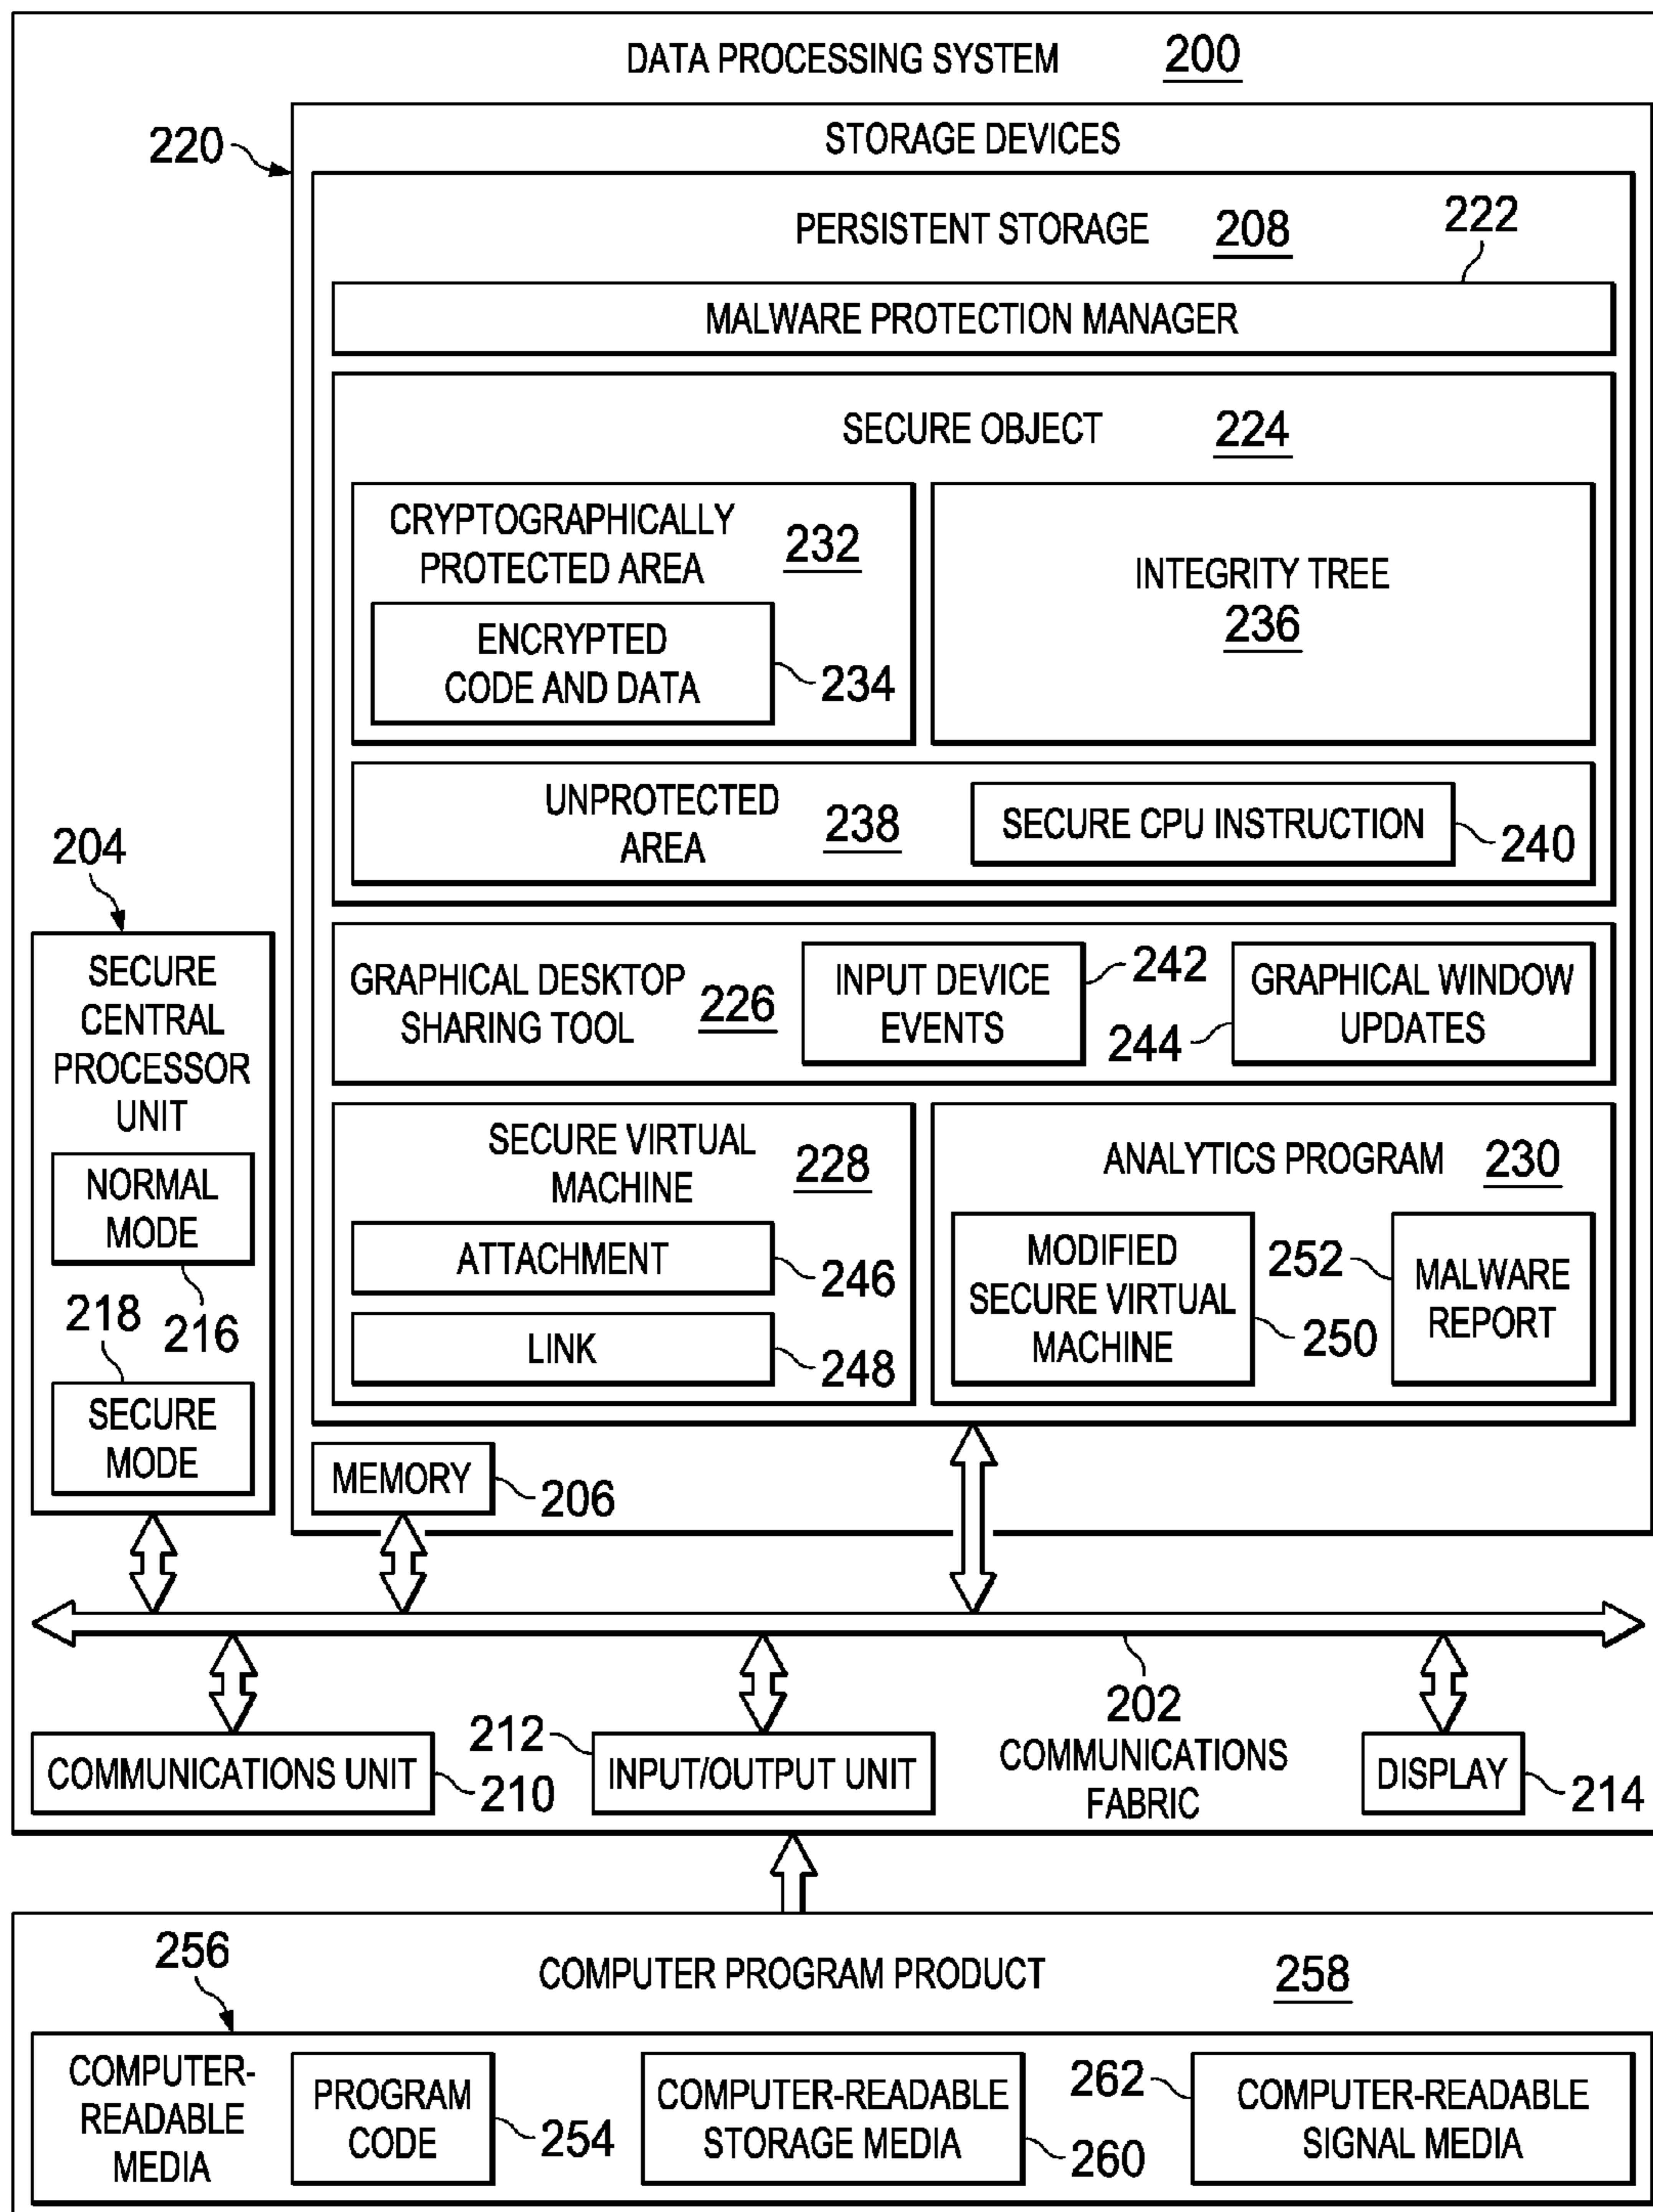 DATA PROCESSING SYSTEM 200
220
STORAGE DEVICES
PERSISTENT STORAGE 208
222
MALWARE PROTECTION MANAGER
SECURE OBJECT 224
CRYPTOGRAPHICALLY
PROTECTED AREA
232
ENCRYPTED
CODE AND DATA
234
INTEGRITY TREE
236
UNPROTECTED
AREA
238
SECURE CPU INSTRUCTION
240
204
SECURE
CENTRAL
PROCESSOR
UNIT
NORMAL
MODE
216
218
SECURE
MODE
GRAPHICAL DESKTOP
SHARING TOOL
226
INPUT DEVICE
EVENTS
242
244
GRAPHICAL WINDOW
UPDATES
SECURE VIRTUAL
MACHINE
228
ATTACHMENT
246
LINK
248
ANALYTICS PROGRAM 230
MODIFIED
SECURE VIRTUAL
MACHINE
250
252
MALWARE
REPORT
MEMORY
206
202
COMMUNICATIONS
FABRIC
COMMUNICATIONS UNIT
210
212
INPUT/OUTPUT UNIT
DISPLAY
214
256
COMPUTER PROGRAM PRODUCT 258
COMPUTER-
READABLE
MEDIA
PROGRAM
CODE
254
COMPUTER-READABLE
STORAGE MEDIA
260
262
COMPUTER-READABLE
SIGNAL MEDIA